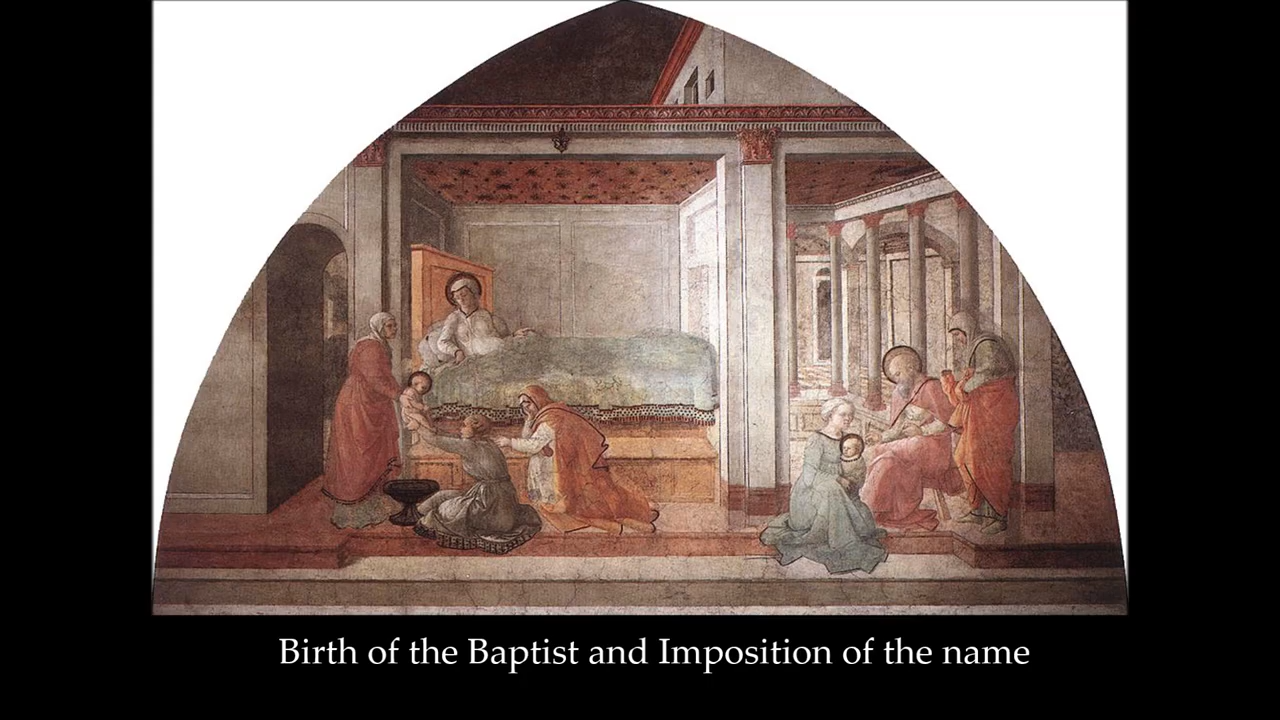 Birth of the Baptist and Imposition of the name